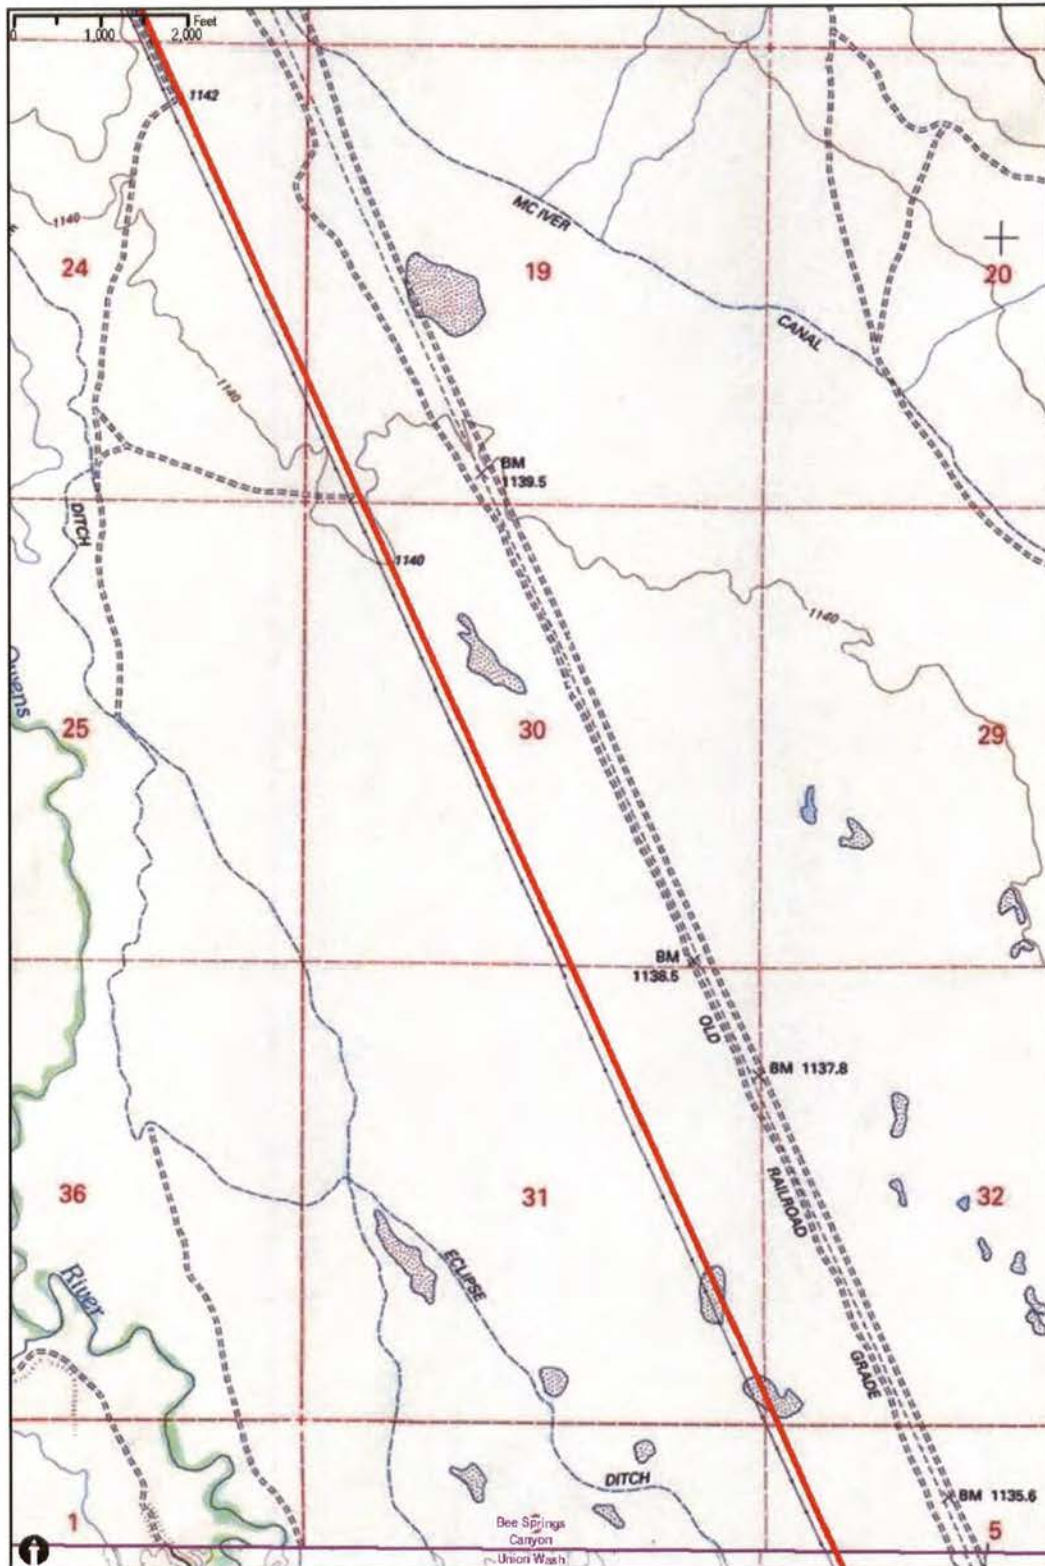 Feet
0 1,000 2,000
1142
1140
24
MC IVER
19
20
CANAL
1140
BM
1139.5
DITCH
1140
1140
Owens
25
30
29
BM
1138.5
OLD
BM 1137.8
RAILROAD
36
31
32
ECLIPSE
River
GRADE
DITCH
BM 1135.6
1
5
Bee Springs
Canyon
Union Wash